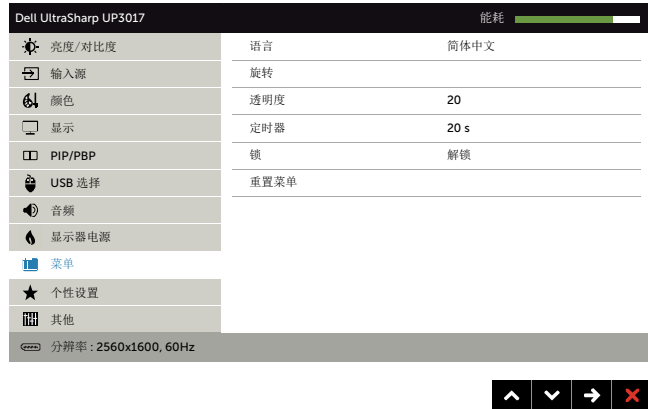 Dell UltraSharp UP3017 能耗
亮度/对比度 语言 简体中文
输入源 旋转
颜色 透明度 20
显示 定时器 20 s
PIP/PBP 锁 解锁
USB 选择 重置菜单
音频
显示器电源
菜单
个性设置
其他
分辨率 : 2560x1600, 60Hz